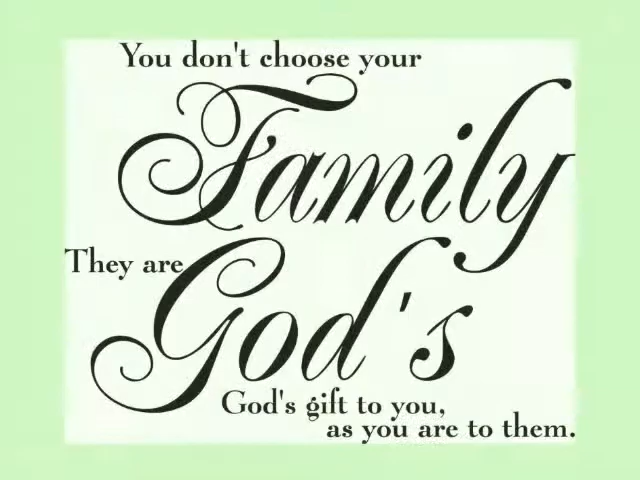 You don't choose your
Family
They are
God's
God's gift to you,
as you are to them.